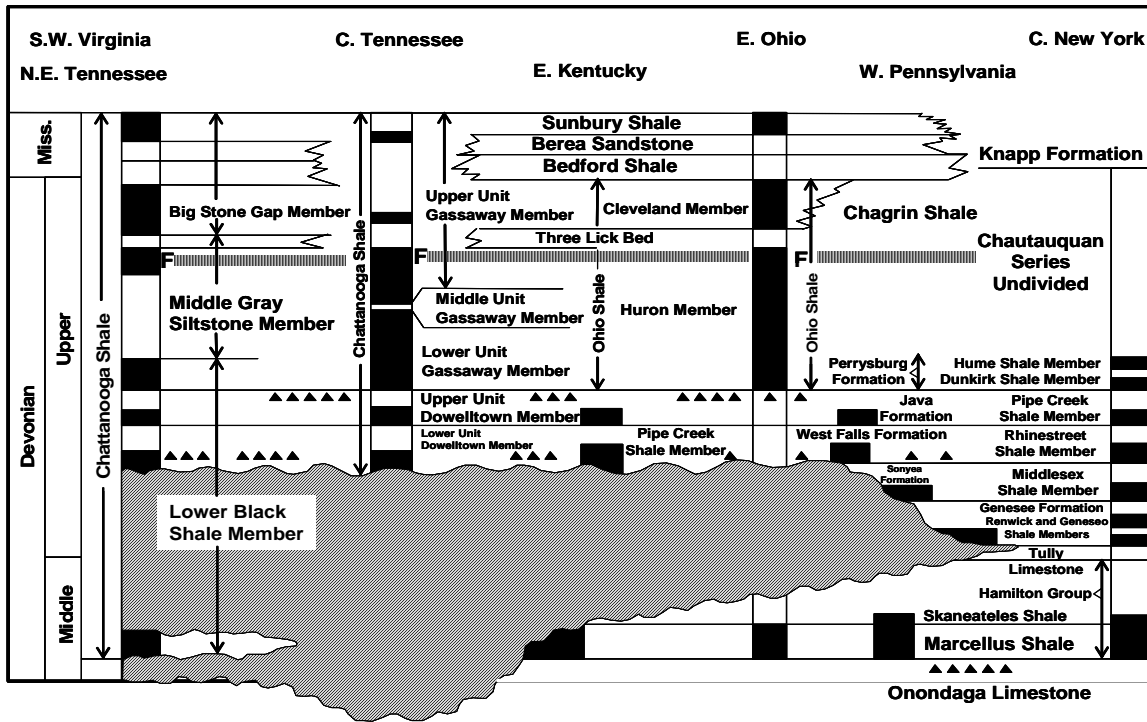 S.W. Virginia
C. Tennessee
E. Ohio
C. New York
N.E. Tennessee
E. Kentucky
W. Pennsylvania
Miss.
Devonian
Upper
Middle
Chattanooga Shale
Chattanooga Shale
Ohio Shale
Ohio Shale
Sunbury Shale
Berea Sandstone
Bedford Shale
Knapp Formation
Big Stone Gap Member
Upper Unit
Gassaway Member
Cleveland Member
Chagrin Shale
Three Lick Bed
F
F
F
Chautauquan
Series
Undivided
Middle Gray
Siltstone Member
Middle Unit
Gassaway Member
Huron Member
Lower Unit
Gassaway Member
Perrysburg
Formation
Hume Shale Member
Dunkirk Shale Member
Upper Unit
Dowelltown Member
Java
Formation
Pipe Creek
Shale Member
Lower Unit
Dowelltown Member
Pipe Creek
Shale Member
West Falls Formation
Rhinestreet
Shale Member
Sonyea
Formation
Middlesex
Shale Member
Lower Black
Shale Member
Genesee Formation
Renwick and Geneseo
Shale Members
Tully
Limestone
Hamilton Group
Skaneateles Shale
Marcellus Shale
Onondaga Limestone